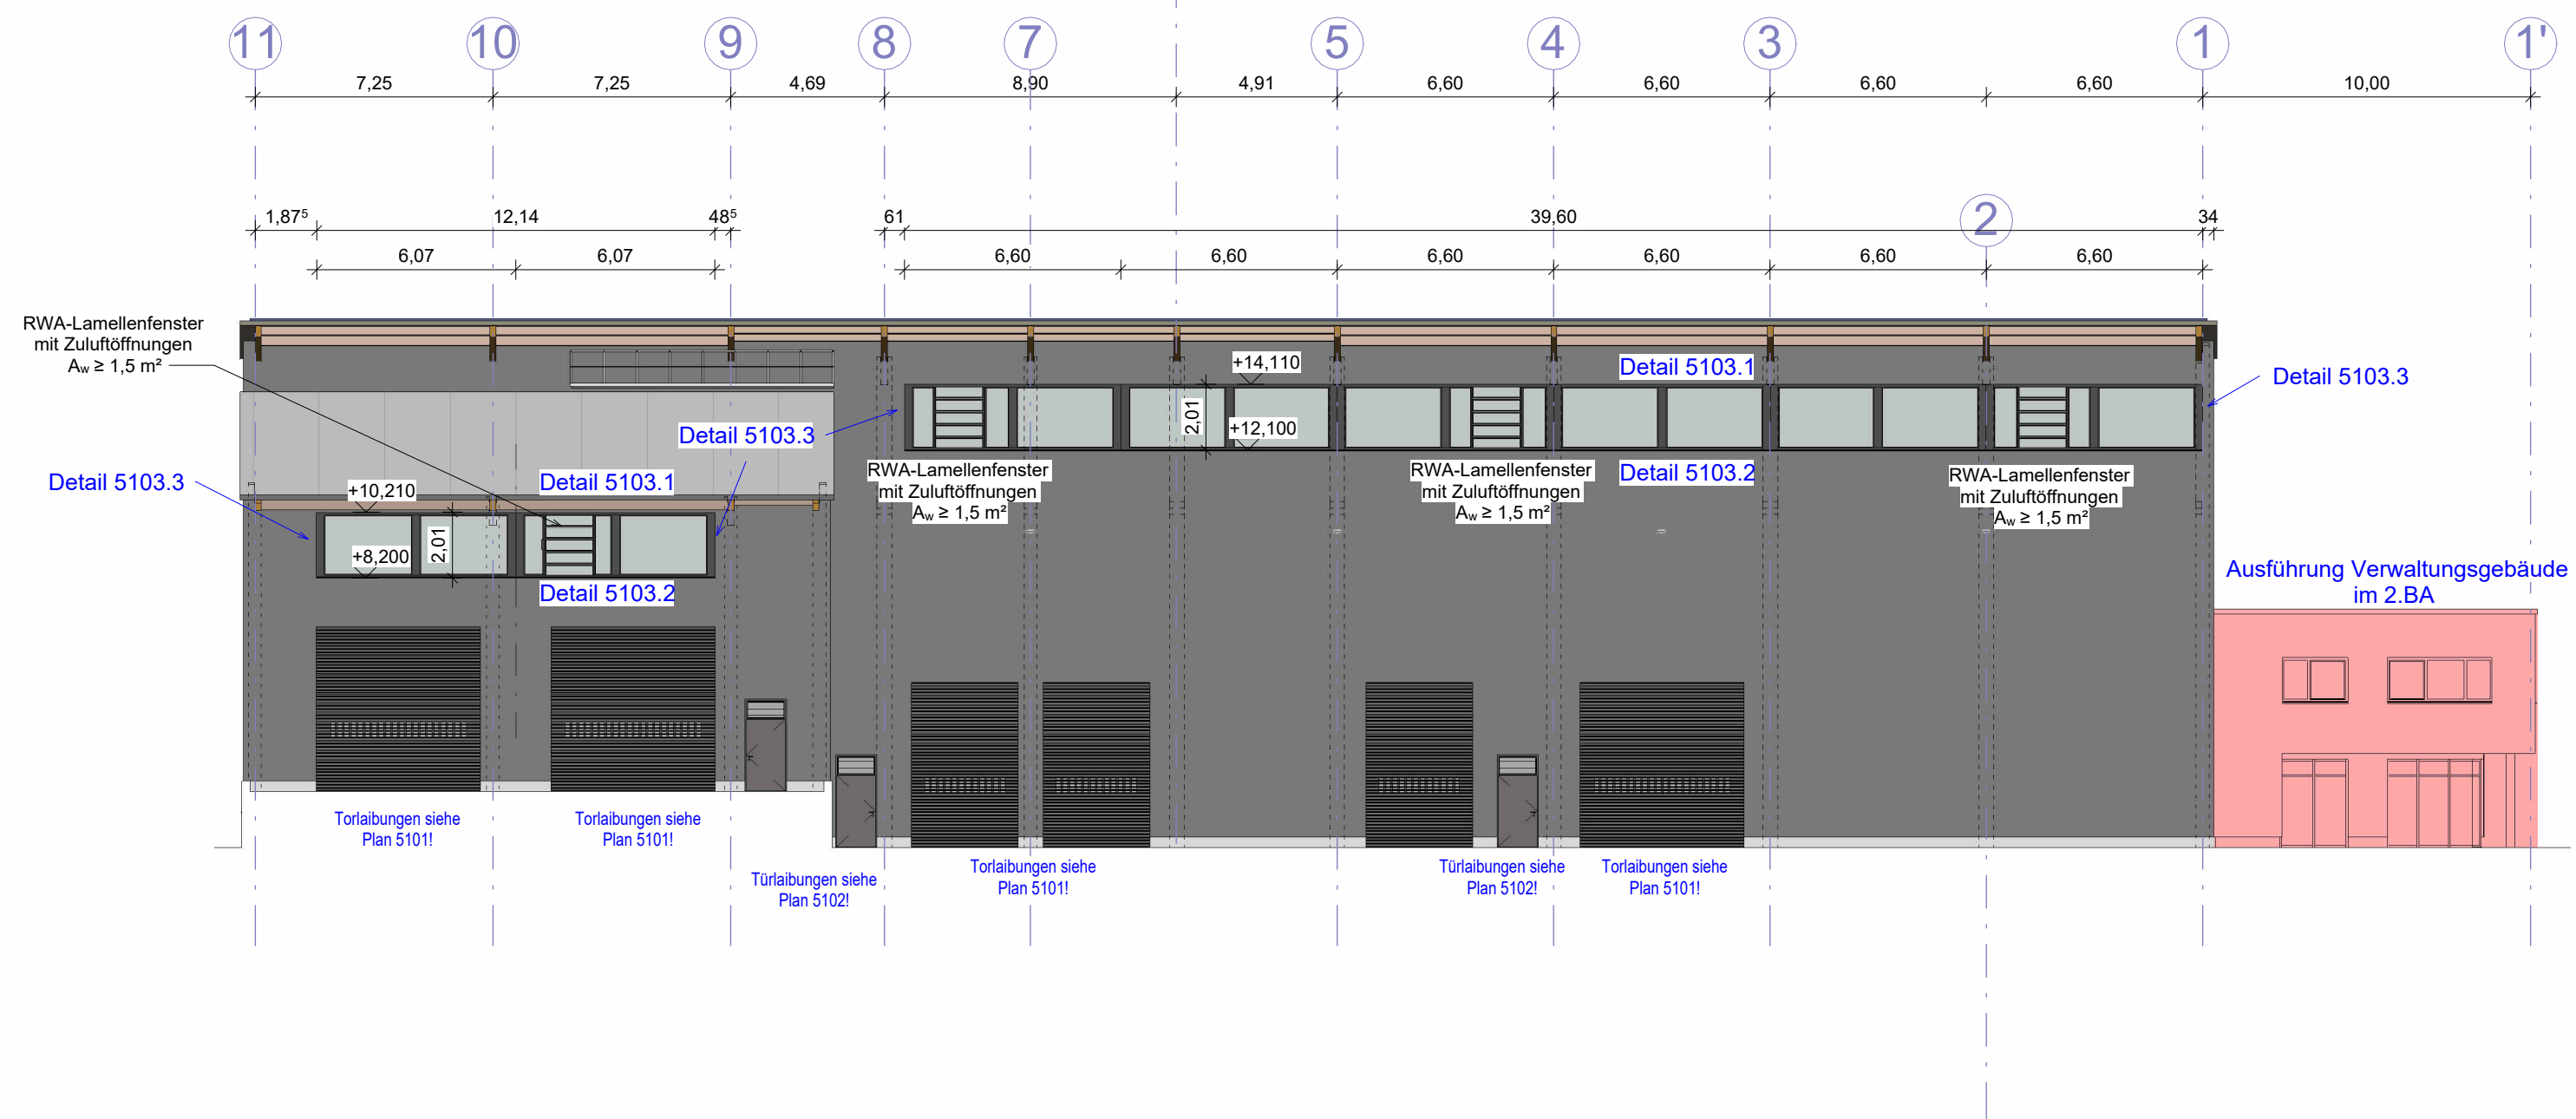 11 10 9 8 7 5 4 3 1 1'
7,25 7,25 4,69 8,90 4,91 6,60 6,60 6,60 6,60 10,00
1,87⁵ 12,14 48⁵ 61 39,60 34
2
6,07 6,07 6,60 6,60 6,60 6,60 6,60 6,60
RWA-Lamellenfenster
mit Zuluftöffnungen
Aw ≥ 1,5 m²
+14,110
Detail 5103.1
Detail 5103.3
2,01
+12,100
Detail 5103.3
RWA-Lamellenfenster
mit Zuluftöffnungen
Aw ≥ 1,5 m²
RWA-Lamellenfenster
mit Zuluftöffnungen
Aw ≥ 1,5 m²
Detail 5103.2
RWA-Lamellenfenster
mit Zuluftöffnungen
Aw ≥ 1,5 m²
Detail 5103.3
+10,210
Detail 5103.1
+8,200
2,01
Detail 5103.2
Ausführung Verwaltungsgebäude
im 2.BA
Torlaibungen siehe
Plan 5101!
Torlaibungen siehe
Plan 5101!
Türlaibungen siehe
Plan 5102!
Torlaibungen siehe
Plan 5101!
Türlaibungen siehe
Plan 5102!
Torlaibungen siehe
Plan 5101!